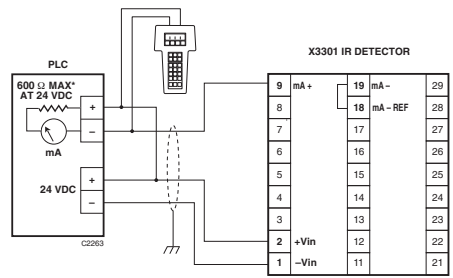 PLC
X3301 IR DETECTOR
600 Ω MAX*
AT 24 VDC
+
–
mA
24 VDC
+
–
C2263
9 mA + 19 mA – 29
8 18 mA – REF 28
7 17 27
6 16 26
5 15 25
4 14 24
3 13 23
2 +Vin 12 22
1 –Vin 11 21